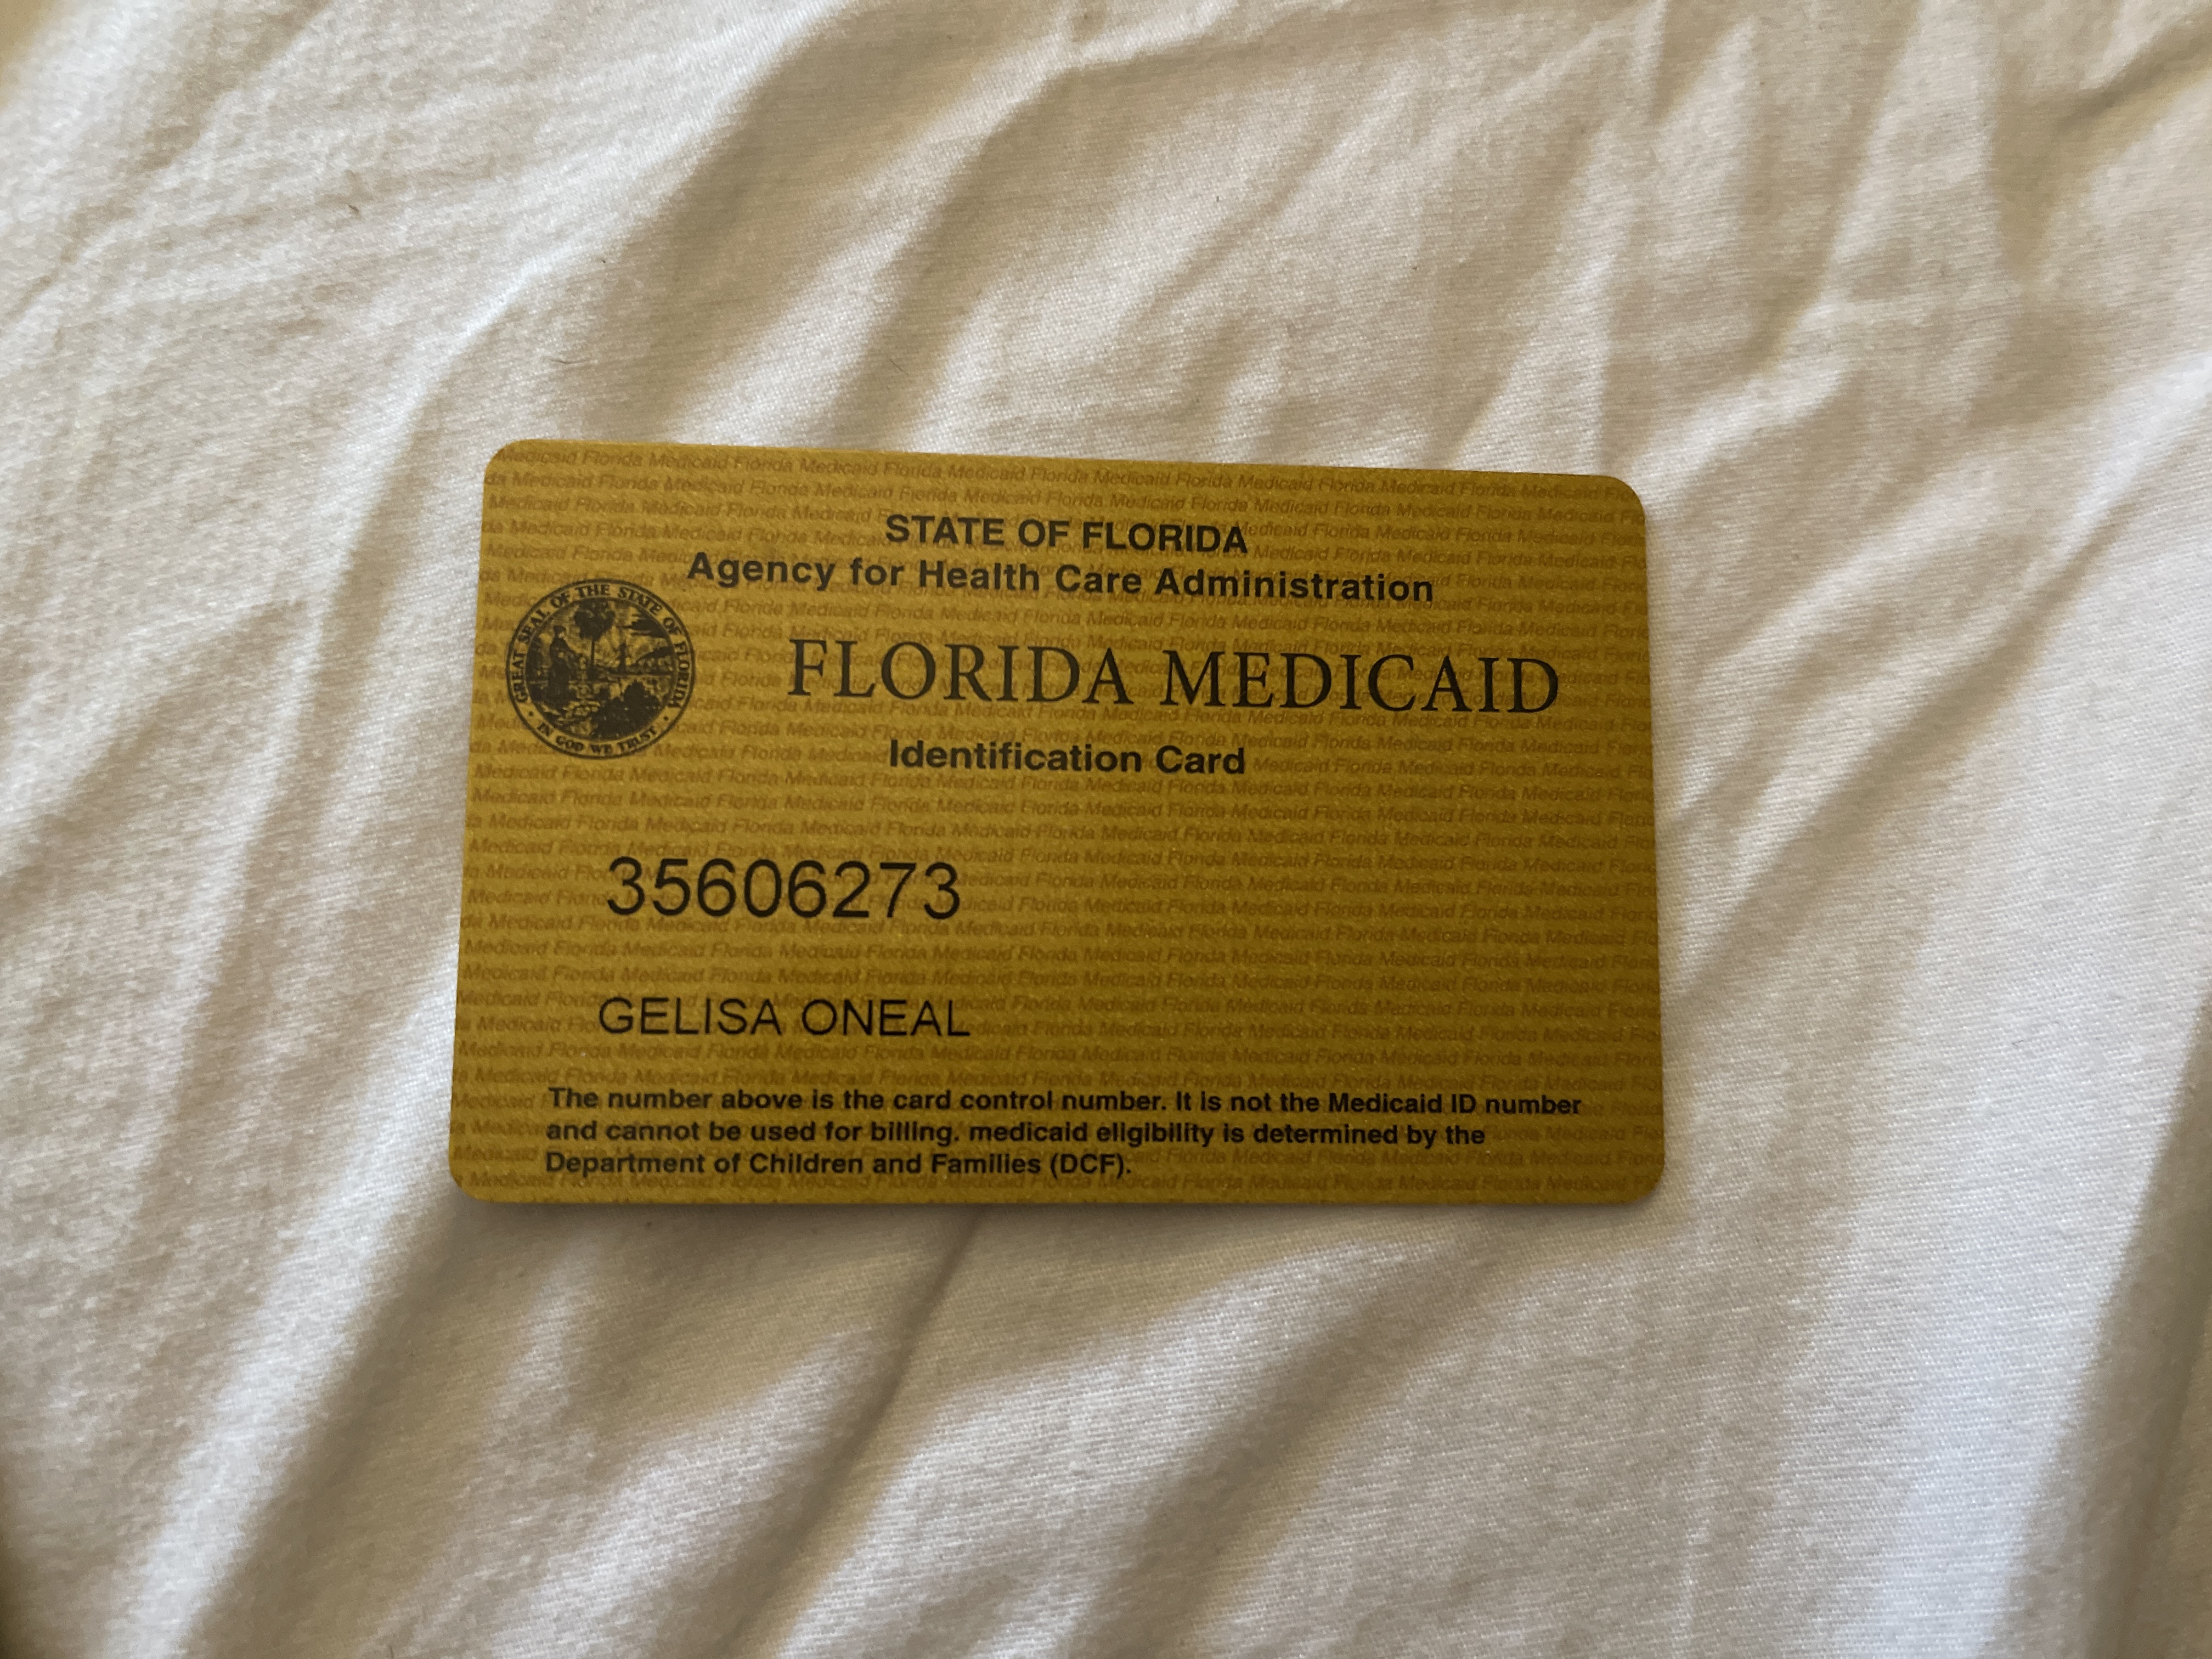 STATE OF FLORIDA
Agency for Health Care Administration
GREAT SEAL OF THE STATE OF FLORIDA
IN GOD WE TRUST
FLORIDA MEDICAID
Identification Card
35606273
GELISA ONEAL
The number above is the card control number. It is not the Medicaid ID number
and cannot be used for billing. medicaid eligibility is determined by the
Department of Children and Families (DCF).